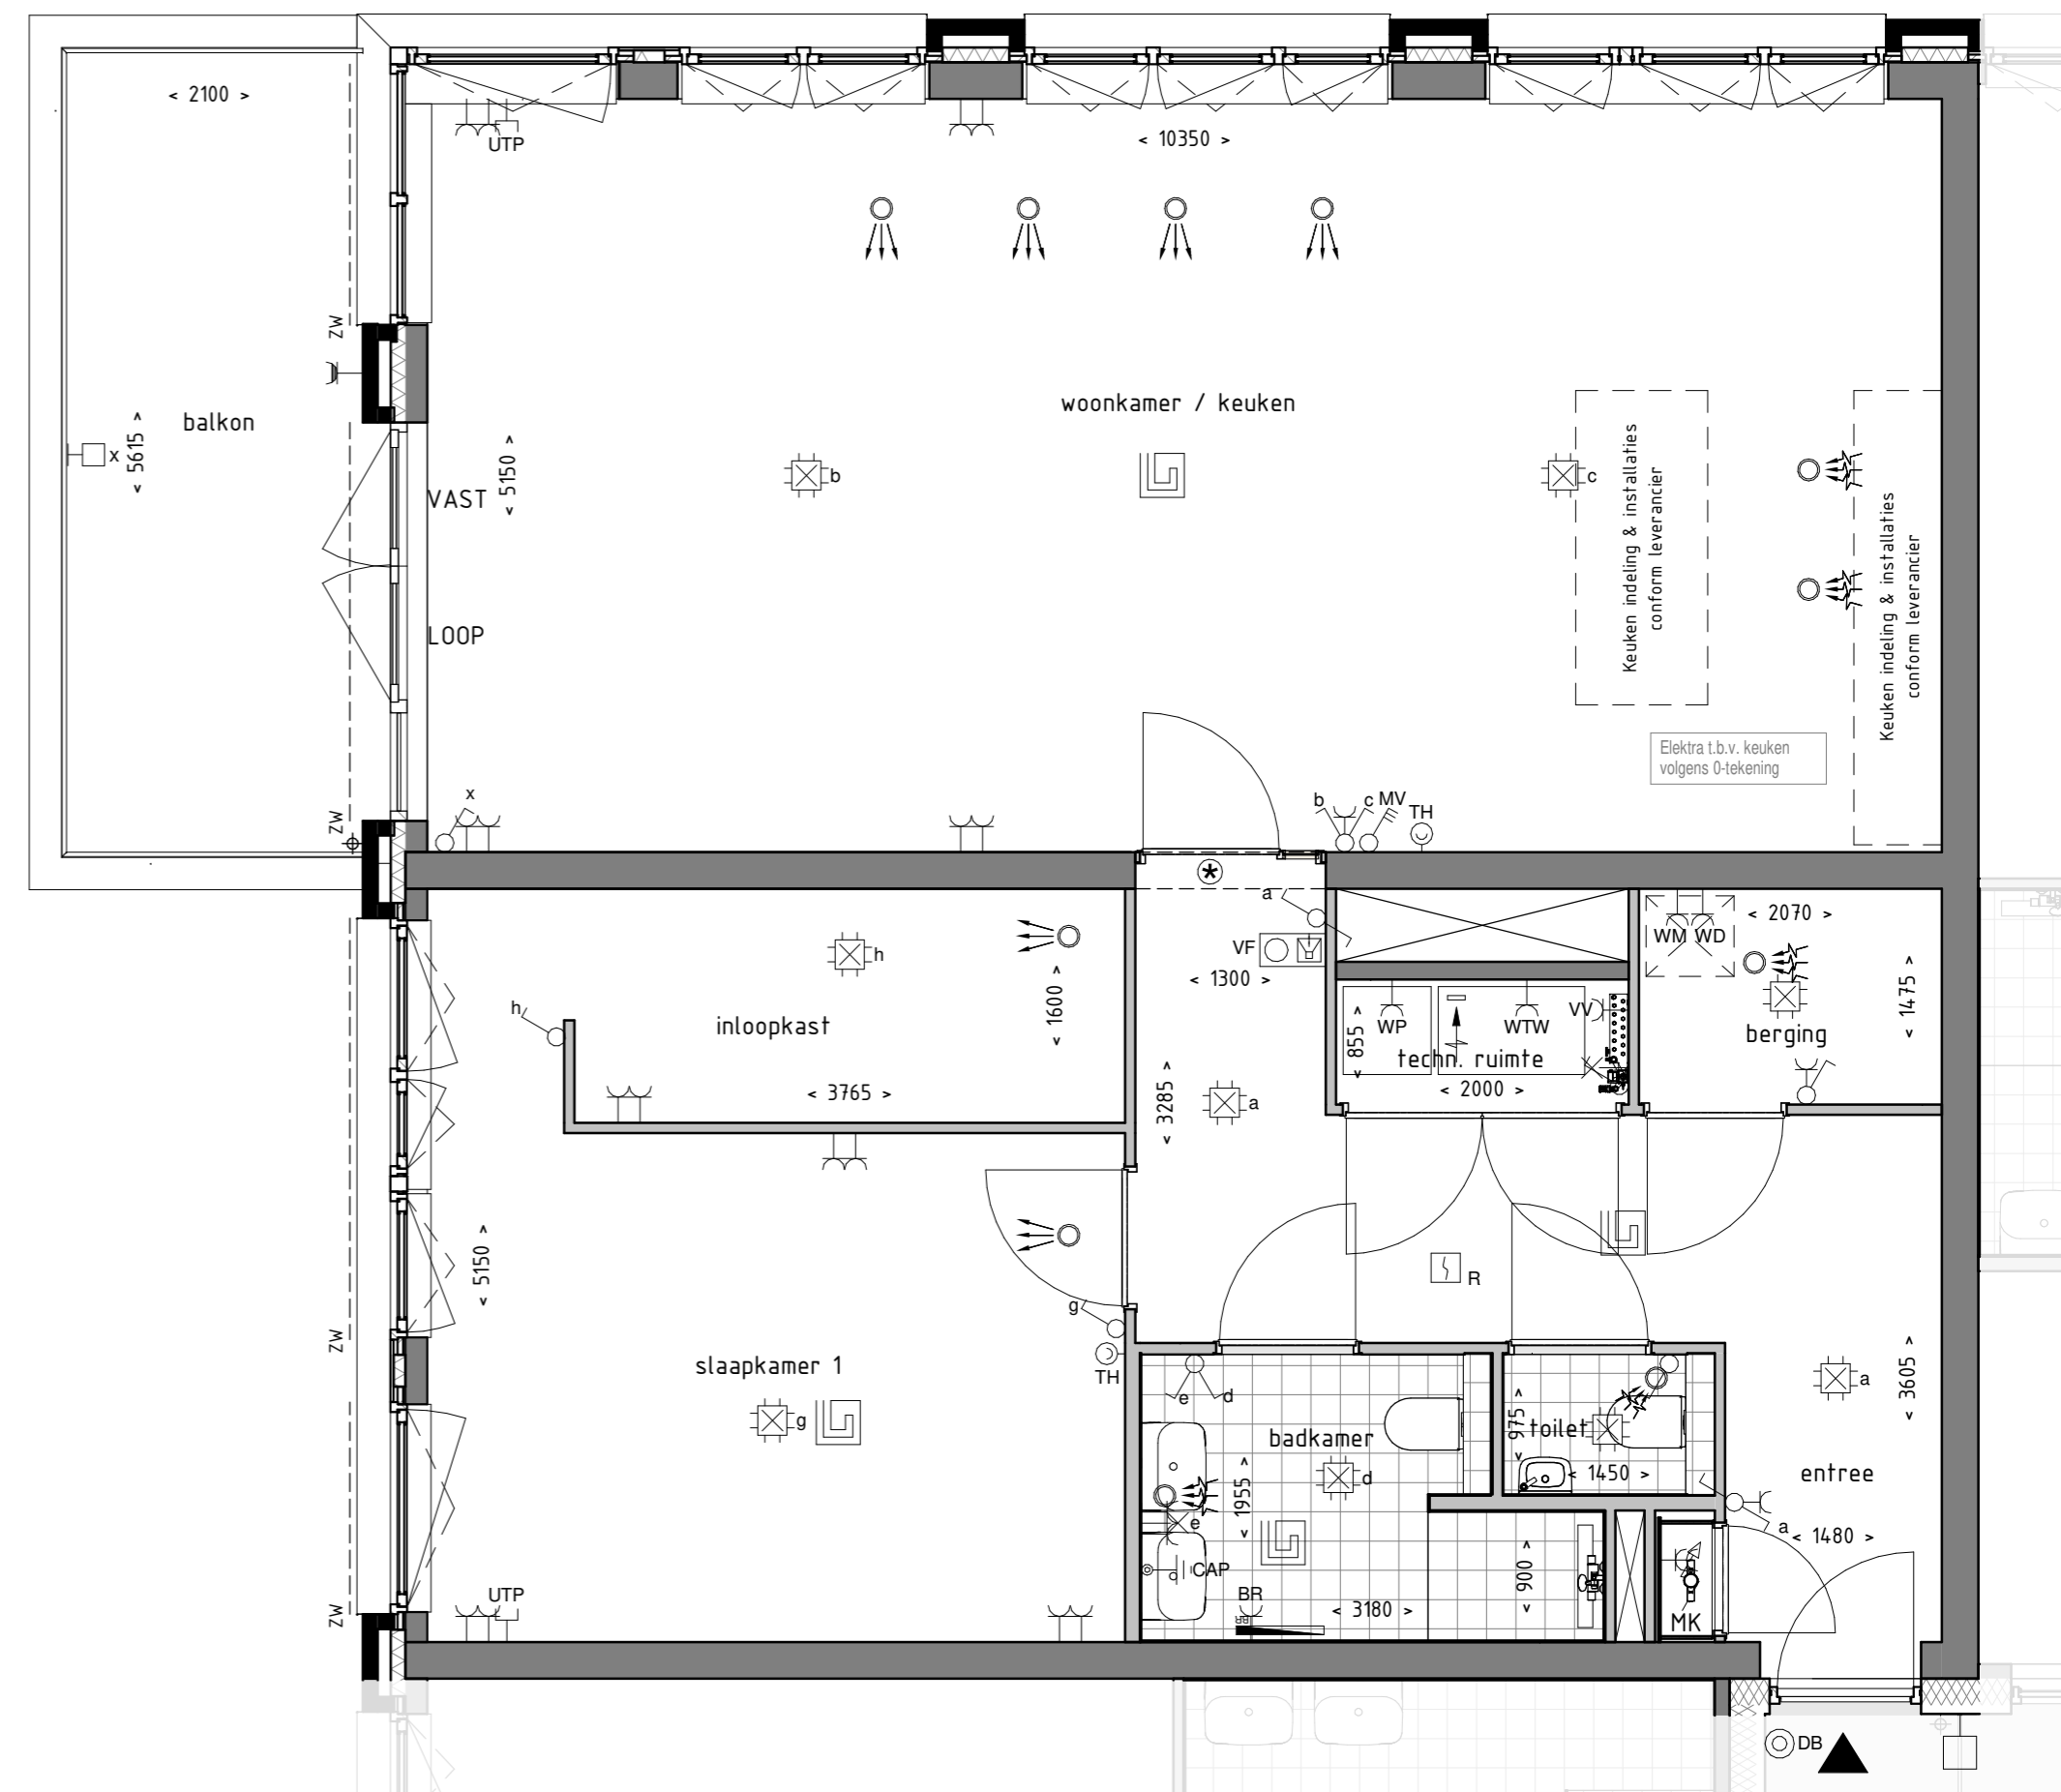 < 2100 >
UTP
< 10350 >
ZW
balkon
x
< 5615 >
VAST
< 5150 >
LOOP
woonkamer / keuken
b
c
Keuken indeling & installaties
conform leverancier
Keuken indeling & installaties
conform leverancier
Elektra t.b.v. keuken
volgens 0-tekening
ZW
x
b
c
MV
TH
*
a
VF
< 1300 >
h
h
inloopkast
< 1600 >
< 3765 >
WM
WD
< 2070 >
< 1475 >
berging
WP
WTW
VV
< 855 >
techn. ruimte
< 2000 >
< 3285 >
a
< 5150 >
R
g
TH
ZW
slaapkamer 1
g
e
d
badkamer
d
< 1955 >
e
CAP
BR
< 3180 >
< 900 >
< 975 >
toilet
< 1450 >
a
< 3605 >
entree
a
< 1480 >
MK
UTP
ZW
DB